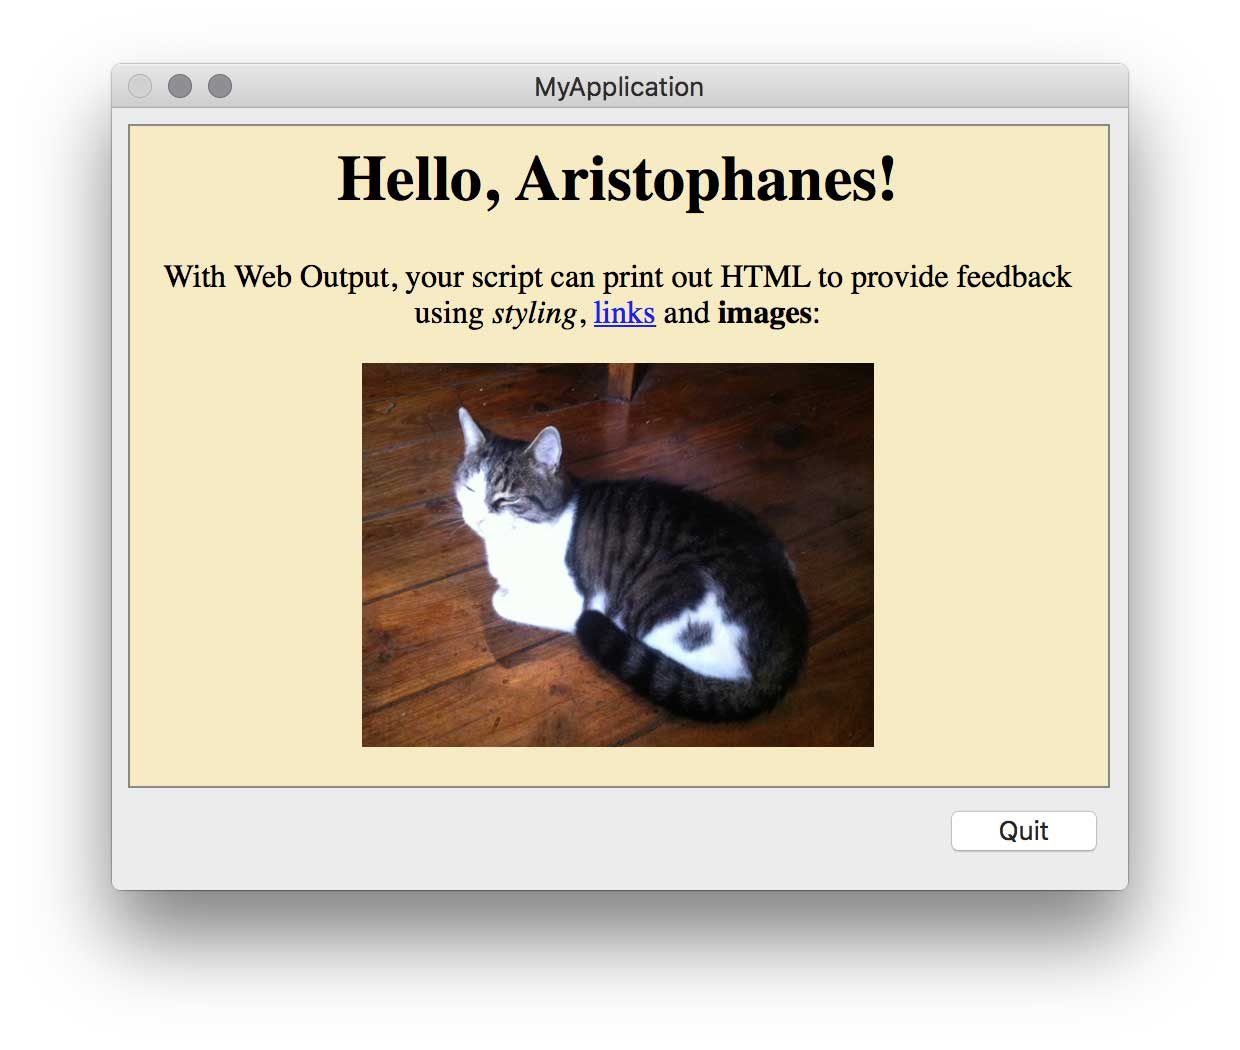 MyApplication
Hello, Aristophanes!
With Web Output, your script can print out HTML to provide feedback
using styling, links and images:
Quit